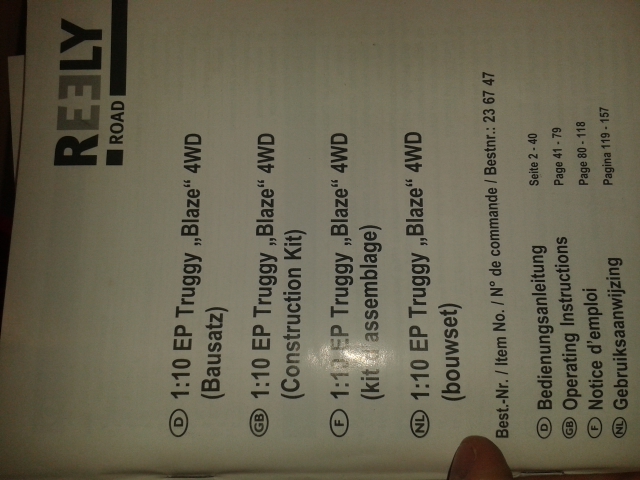 REELY
ROAD
D 1:10 EP Truggy „Blaze“ 4WD
(Bausatz)
GB 1:10 EP Truggy „Blaze“ 4WD
(Construction Kit)
F 1:10 EP Truggy „Blaze“ 4WD
(kit d'assemblage)
NL 1:10 EP Truggy „Blaze“ 4WD
(bouwset)
Best.-Nr. / Item No. / N° de commande / Bestnr.: 23 67 47
D Bedienungsanleitung Seite 2 - 40
GB Operating Instructions Page 41 - 79
F Notice d'emploi Page 80 - 118
NL Gebruiksaanwijzing Pagina 119 - 157